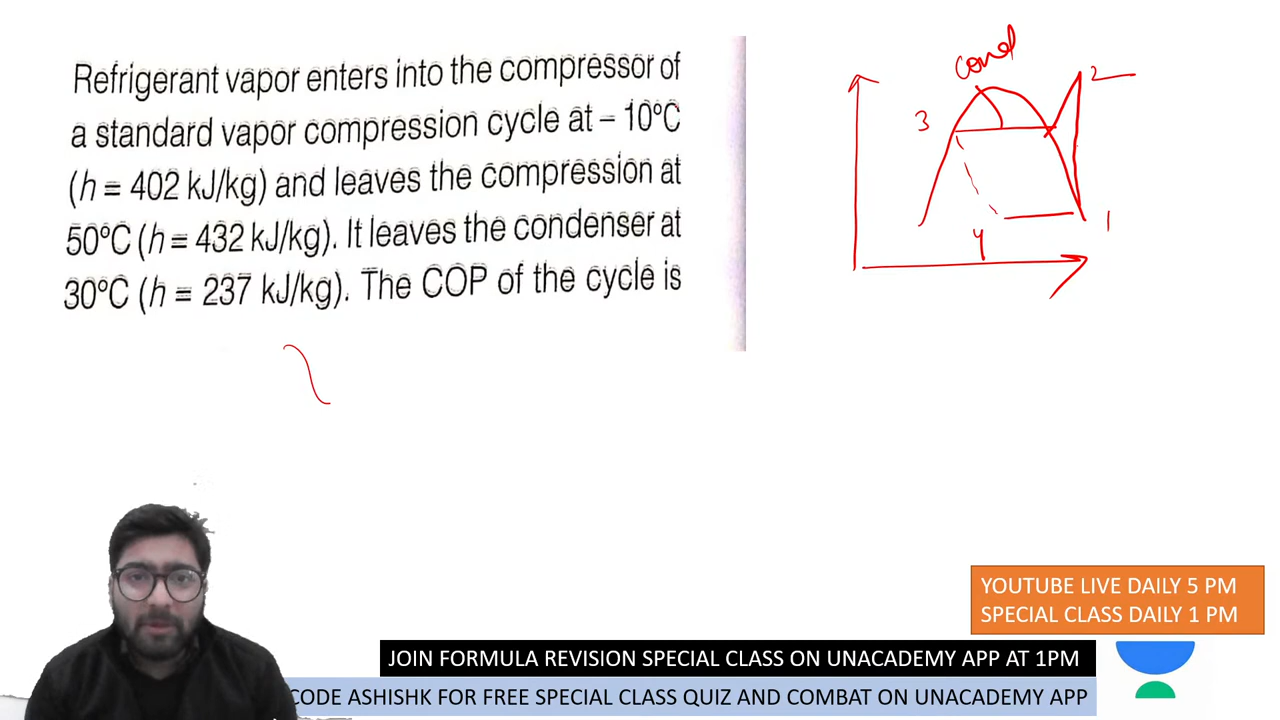 Refrigerant vapor enters into the compressor of
a standard vapor compression cycle at – 10°C
(h = 402 kJ/kg) and leaves the compression at
50°C (h = 432 kJ/kg). It leaves the condenser at
30°C (h = 237 kJ/kg). The COP of the cycle is
cond
2
3
1
4
YOUTUBE LIVE DAILY 5 PM
SPECIAL CLASS DAILY 1 PM
JOIN FORMULA REVISION SPECIAL CLASS ON UNACADEMY APP AT 1PM
CODE ASHISHK FOR FREE SPECIAL CLASS QUIZ AND COMBAT ON UNACADEMY APP